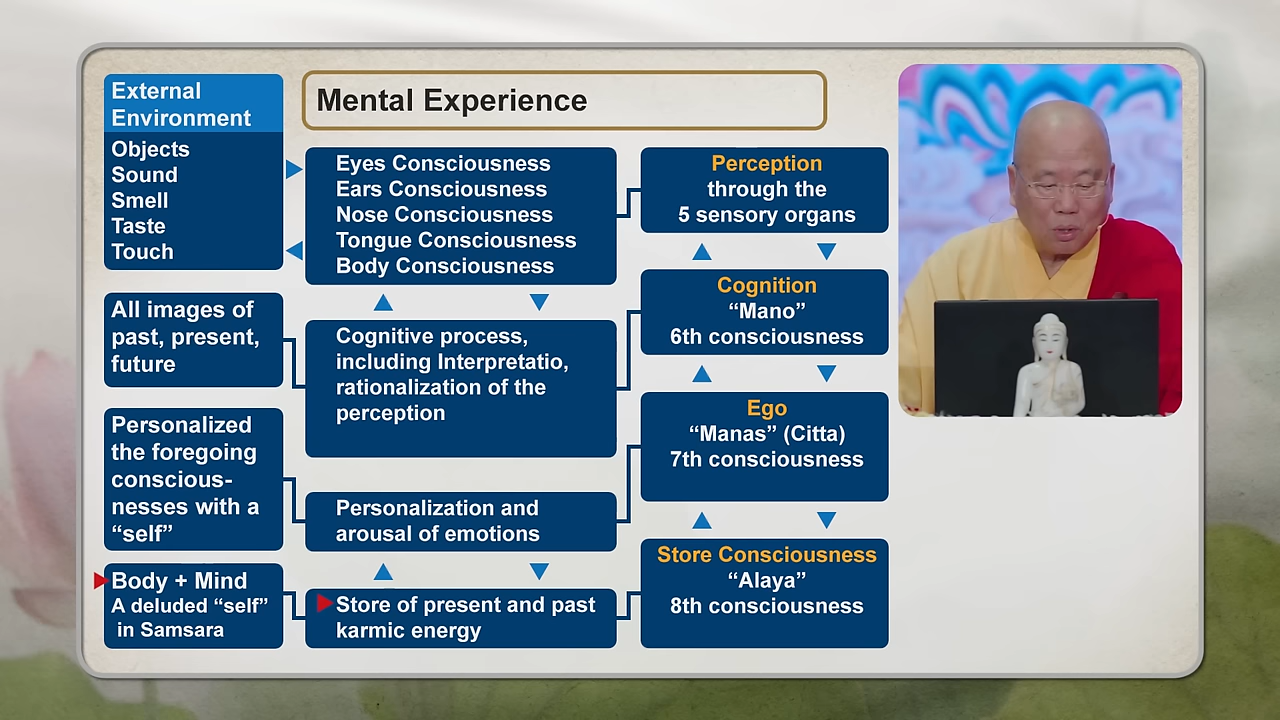 External
Environment
Objects
Sound
Smell
Taste
Touch
Mental Experience
Eyes Consciousness
Ears Consciousness
Nose Consciousness
Tongue Consciousness
Body Consciousness
Perception
through the
5 sensory organs
All images of
past, present,
future
Cognitive process,
including Interpretatio,
rationalization of the
perception
Cognition
“Mano”
6th consciousness
Personalized
the foregoing
conscious-
nesses with a
“self”
Personalization and
arousal of emotions
Ego
“Manas” (Citta)
7th consciousness
Body + Mind
A deluded “self”
in Samsara
Store of present and past
karmic energy
Store Consciousness
“Alaya”
8th consciousness